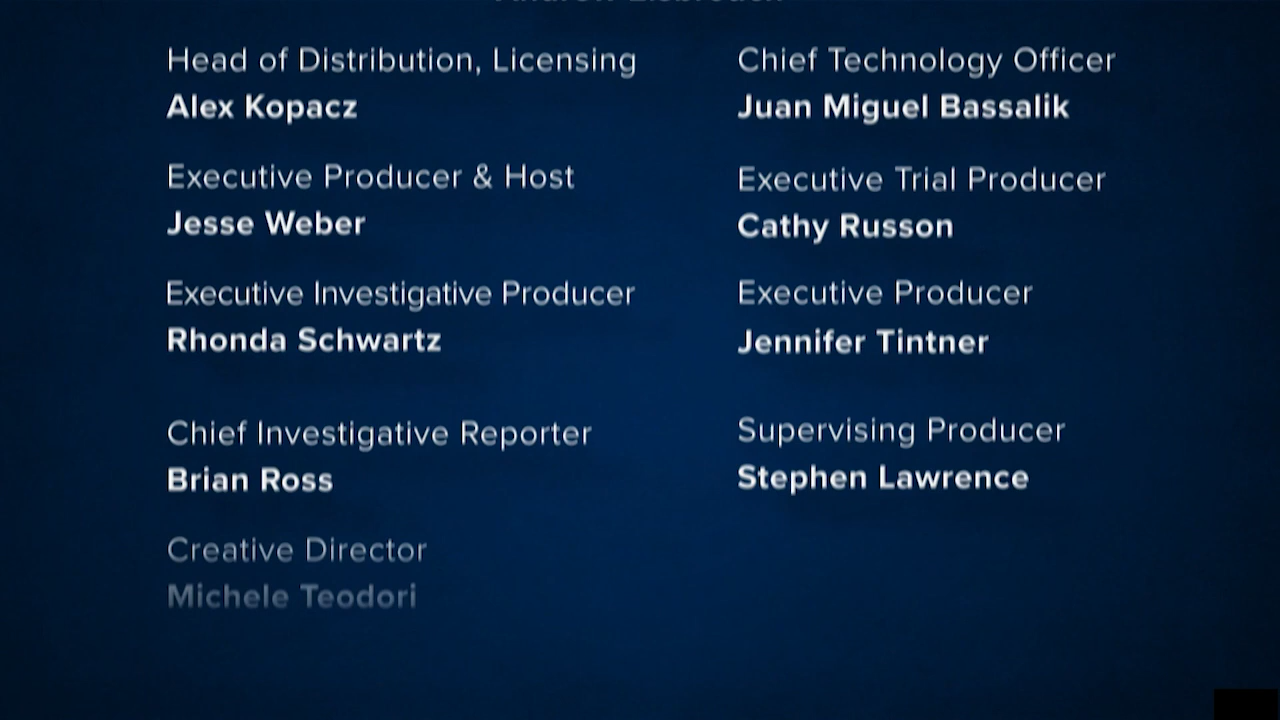 Head of Distribution, Licensing
Alex Kopacz
Executive Producer & Host
Jesse Weber
Executive Investigative Producer
Rhonda Schwartz
Chief Investigative Reporter
Brian Ross
Creative Director
Michele Teodori
Chief Technology Officer
Juan Miguel Bassalik
Executive Trial Producer
Cathy Russon
Executive Producer
Jennifer Tintner
Supervising Producer
Stephen Lawrence